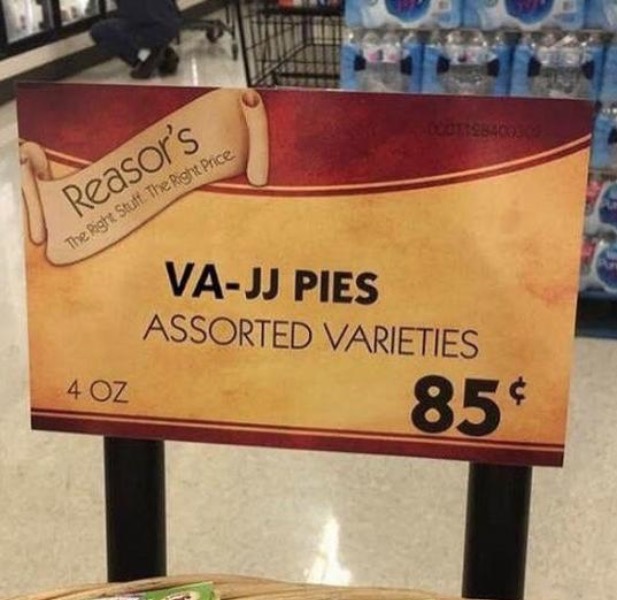 Reasor's
The Right Stuff. The Right Price
VA-JJ PIES
ASSORTED VARIETIES
4 OZ
85¢